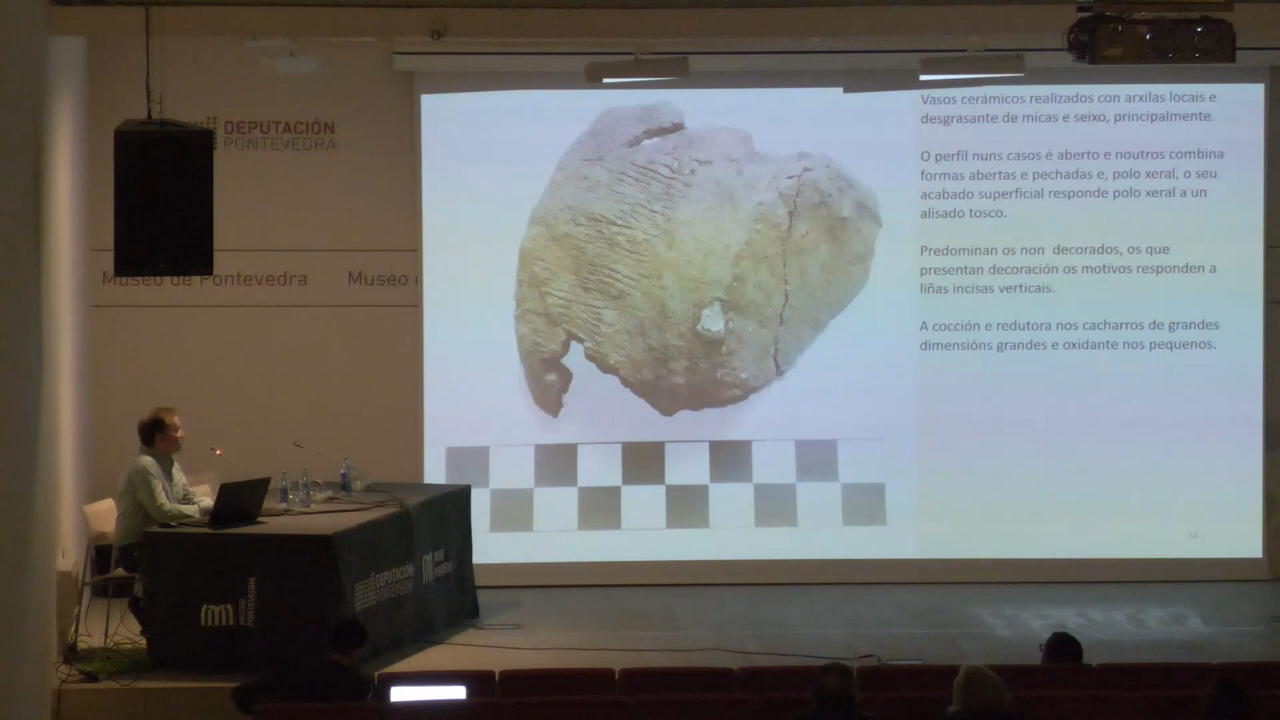 DEPUTACIÓN
PONTEVEDRA
Museo de Pontevedra
Museo
Vasos cerámicos realizados con arxilas locais e
desgrasante de micas e seixo, principalmente.
O perfil nuns casos é aberto e noutros combina
formas abertas e pechadas e, polo xeral, o seu
acabado superficial responde polo xeral a un
alisado tosco.
Predominan os non decorados, os que
presentan decoración os motivos responden a
liñas incisas verticais.
A cocción e redutora nos cacharros de grandes
dimensións grandes e oxidante nos pequenos.
14
MUSEO
PONTEVEDRA
DEPUTACIÓN
PONTEVEDRA